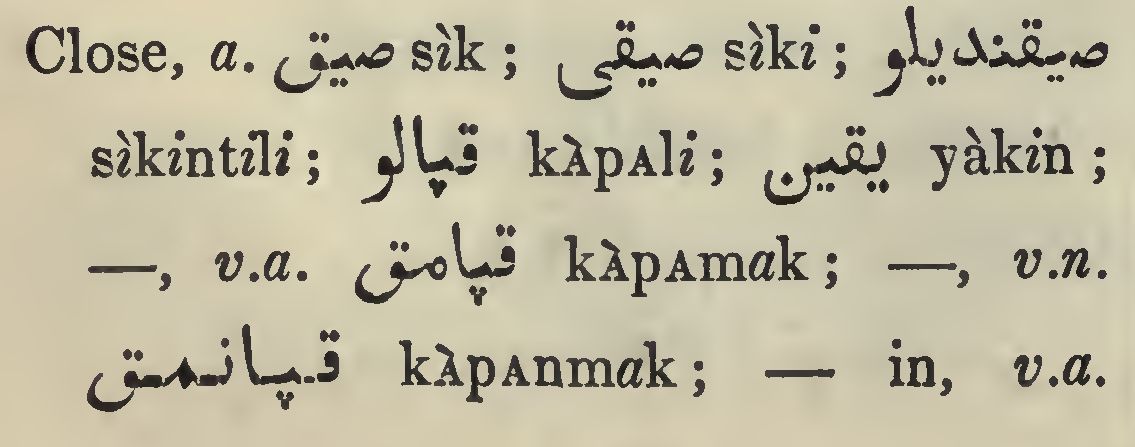 Close, a. صيق sìk ; صيقى sìki ; صيقنديلو
sìkintili ; قپالو kàpali ; يقين yàkin ;
—, v.a. قپامق kàpamak ; —, v.n.
قپانمق kàpanmak ; — in, v.a.